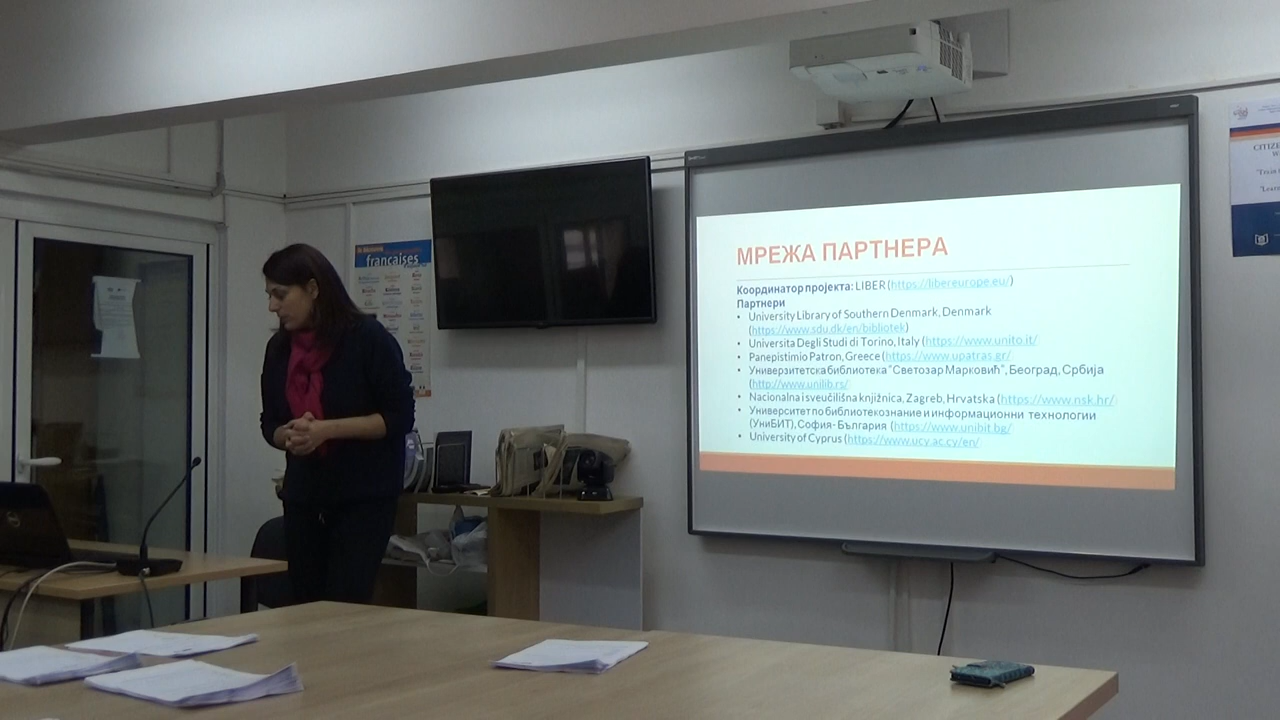 МРЕЖА ПАРТНЕРА
Координатор пројекта: LIBER (https://libereurope.eu/)
Партнери
• University Library of Southern Denmark, Denmark
(https://www.sdu.dk/en/bibliotek)
• Universita Degli Studi di Torino, Italy (https://www.unito.it/
• Panepistimio Patron, Greece (https://www.upatras.gr/
• Универзитетска библиотека "Светозар Марковић", Београд, Србија
(http://www.unilib.rs/
• Nacionalna i sveučilišna knjižnica, Zagreb, Hrvatska (https://www.nsk.hr/
• Университет по библиотекознание и информационни технологии
(УниБИТ), София - България (https://www.unibit.bg/
• University of Cyprus (https://www.ucy.ac.cy/en/
françaises
CITIZE
"Learn